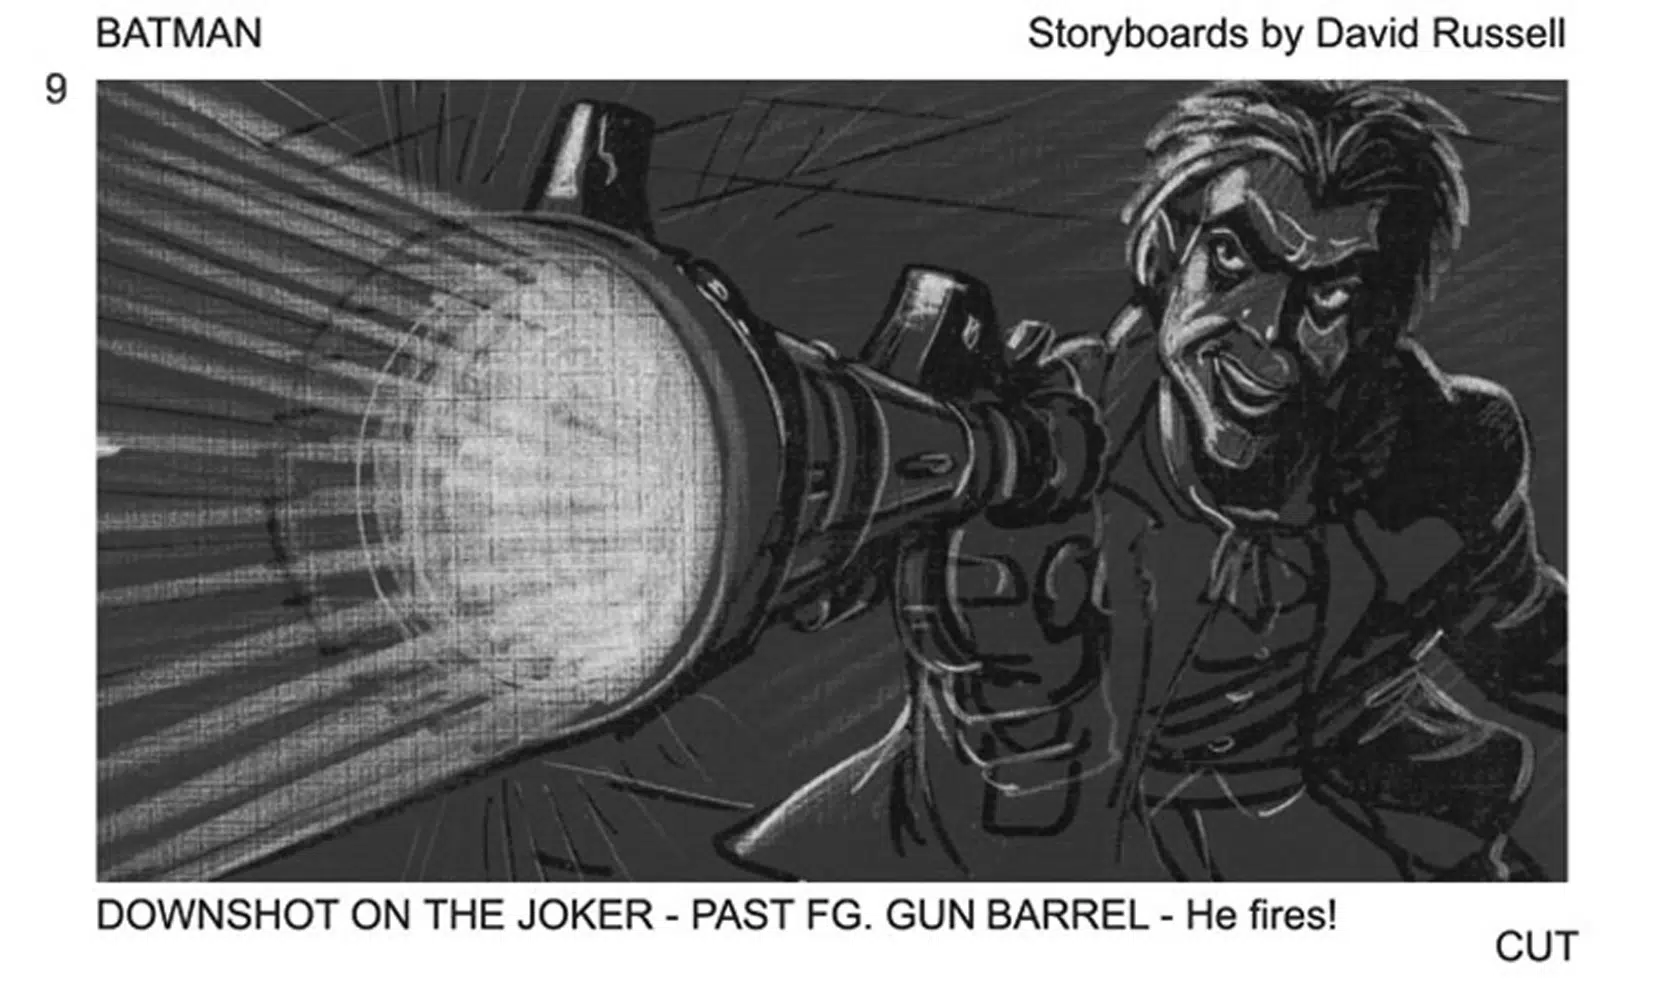 BATMAN
Storyboards by David Russell
9
DOWNSHOT ON THE JOKER - PAST FG. GUN BARREL - He fires!
CUT